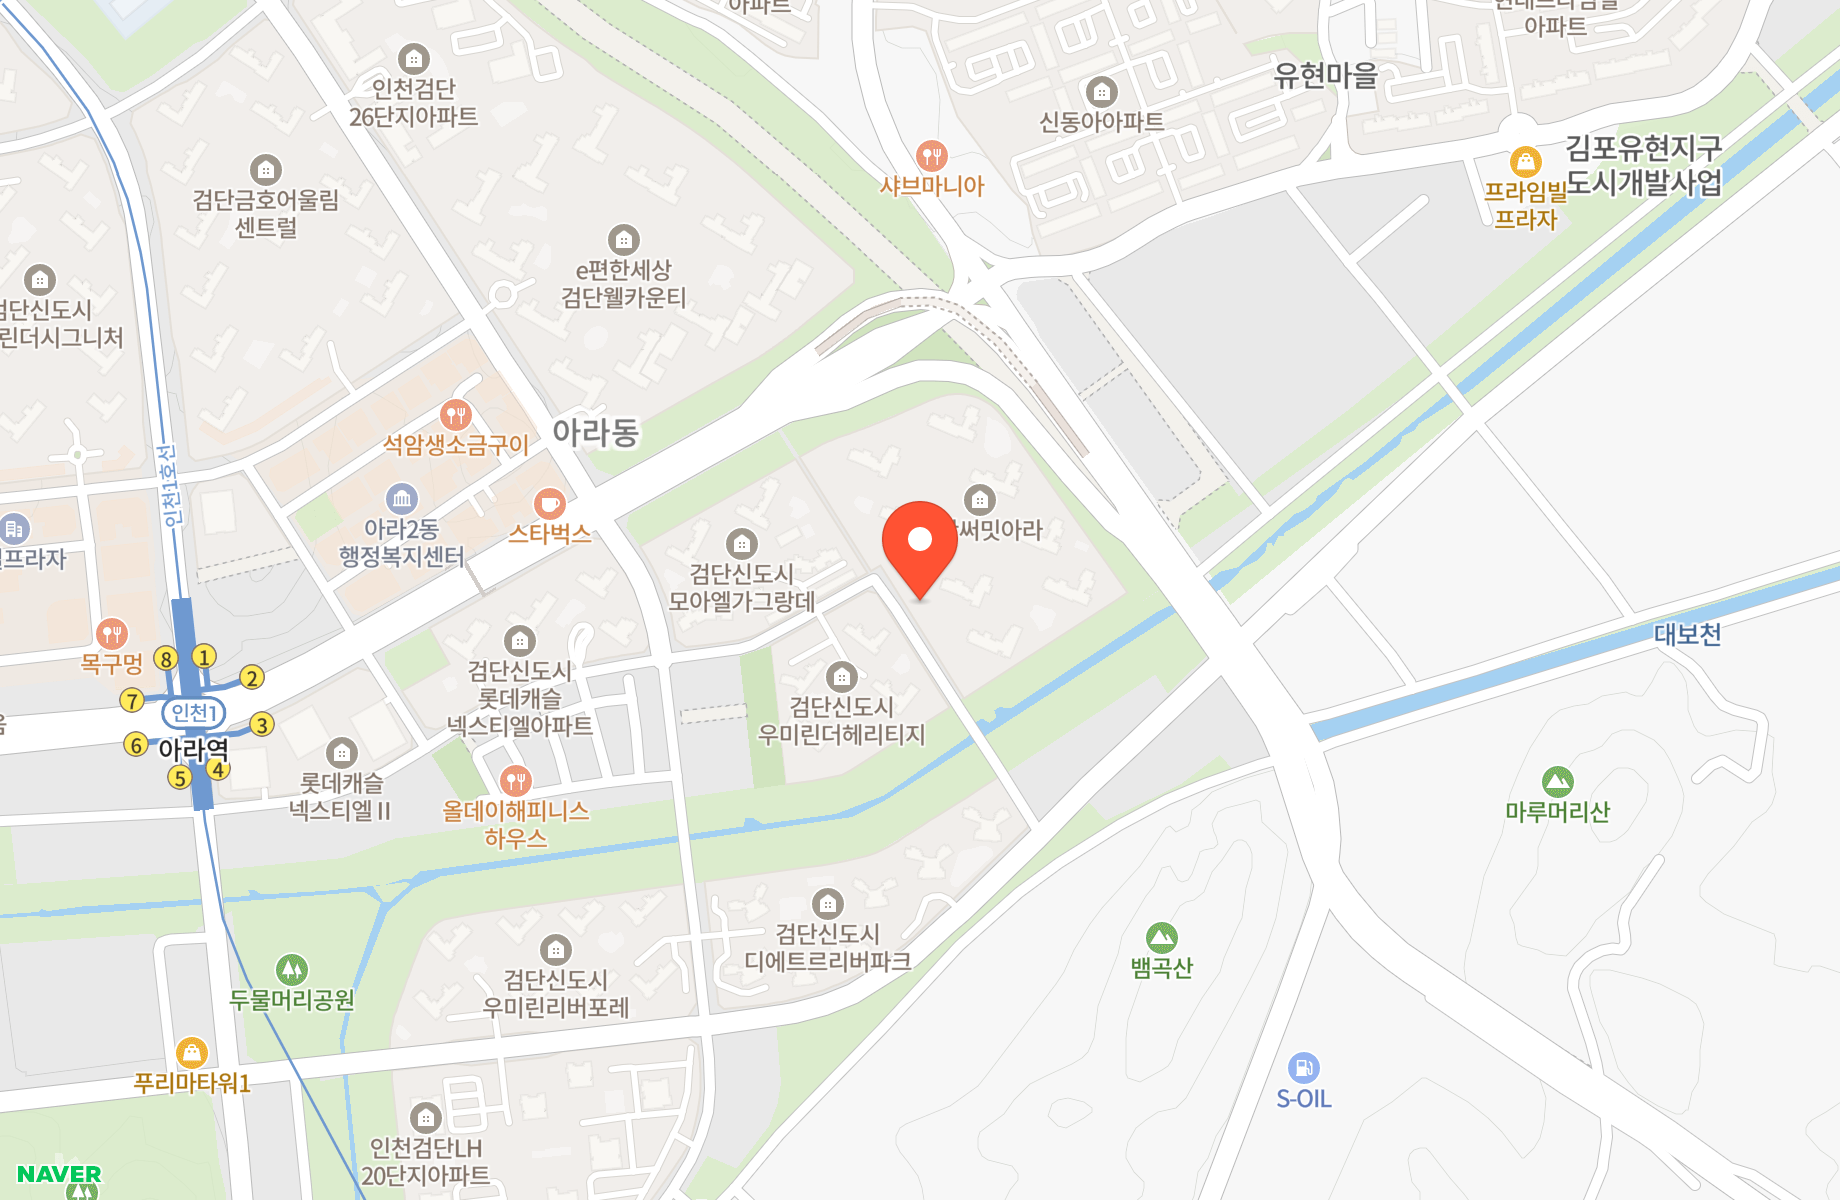 아파트
아파트
인천검단
26단지아파트
유현마을
신동아아파트
김포유현지구
도시개발사업
프라임빌
프라자
샤브마니아
검단금호어울림
센트럴
e편한세상
검단웰카운티
검단신도시
린더시그니처
아라동
석암생소금구이
인천1호선
아라2동
행정복지센터
스타벅스
프라자
써밋아라
검단신도시
모아엘가그랑데
목구멍
8
1
2
7
인천1
3
6
아라역
5
4
검단신도시
롯데캐슬
넥스티엘아파트
검단신도시
우미린더헤리티지
대보천
롯데캐슬
넥스티엘Ⅱ
올데이해피니스
하우스
마루머리산
검단신도시
디에트르리버파크
뱀곡산
검단신도시
우미린리버포레
두물머리공원
푸리마타워1
S-OIL
인천검단LH
20단지아파트
NAVER